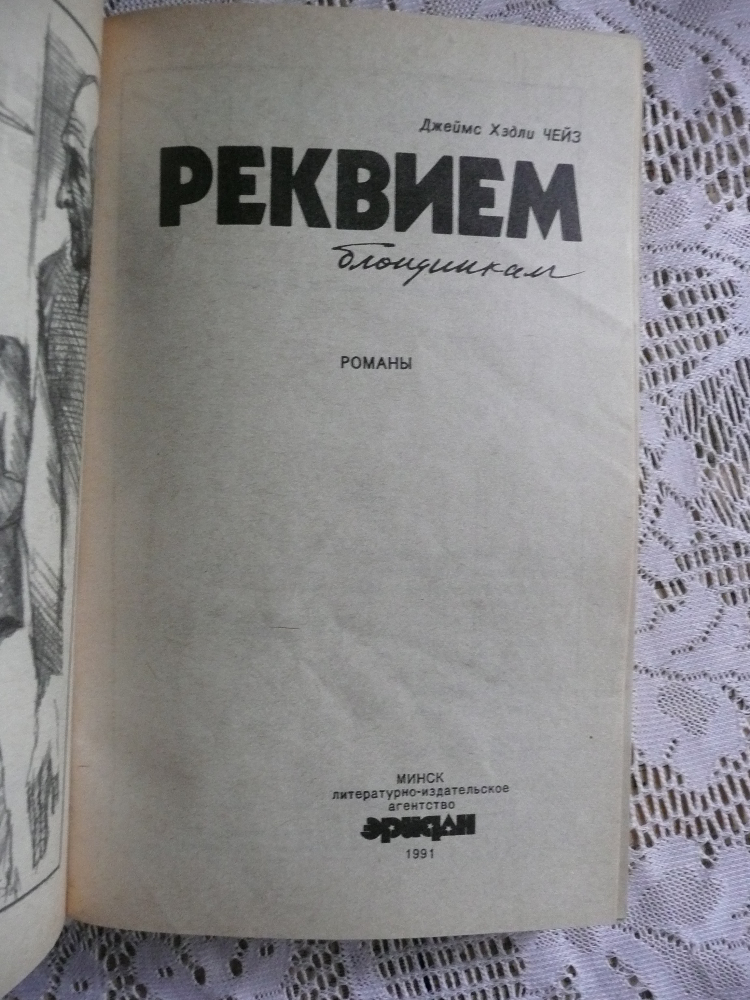 Джеймс Хэдли ЧЕЙЗ
РЕКВИЕМ
блондинкам
РОМАНЫ
МИНСК
литературно-издательское
агентство
эридан
1991